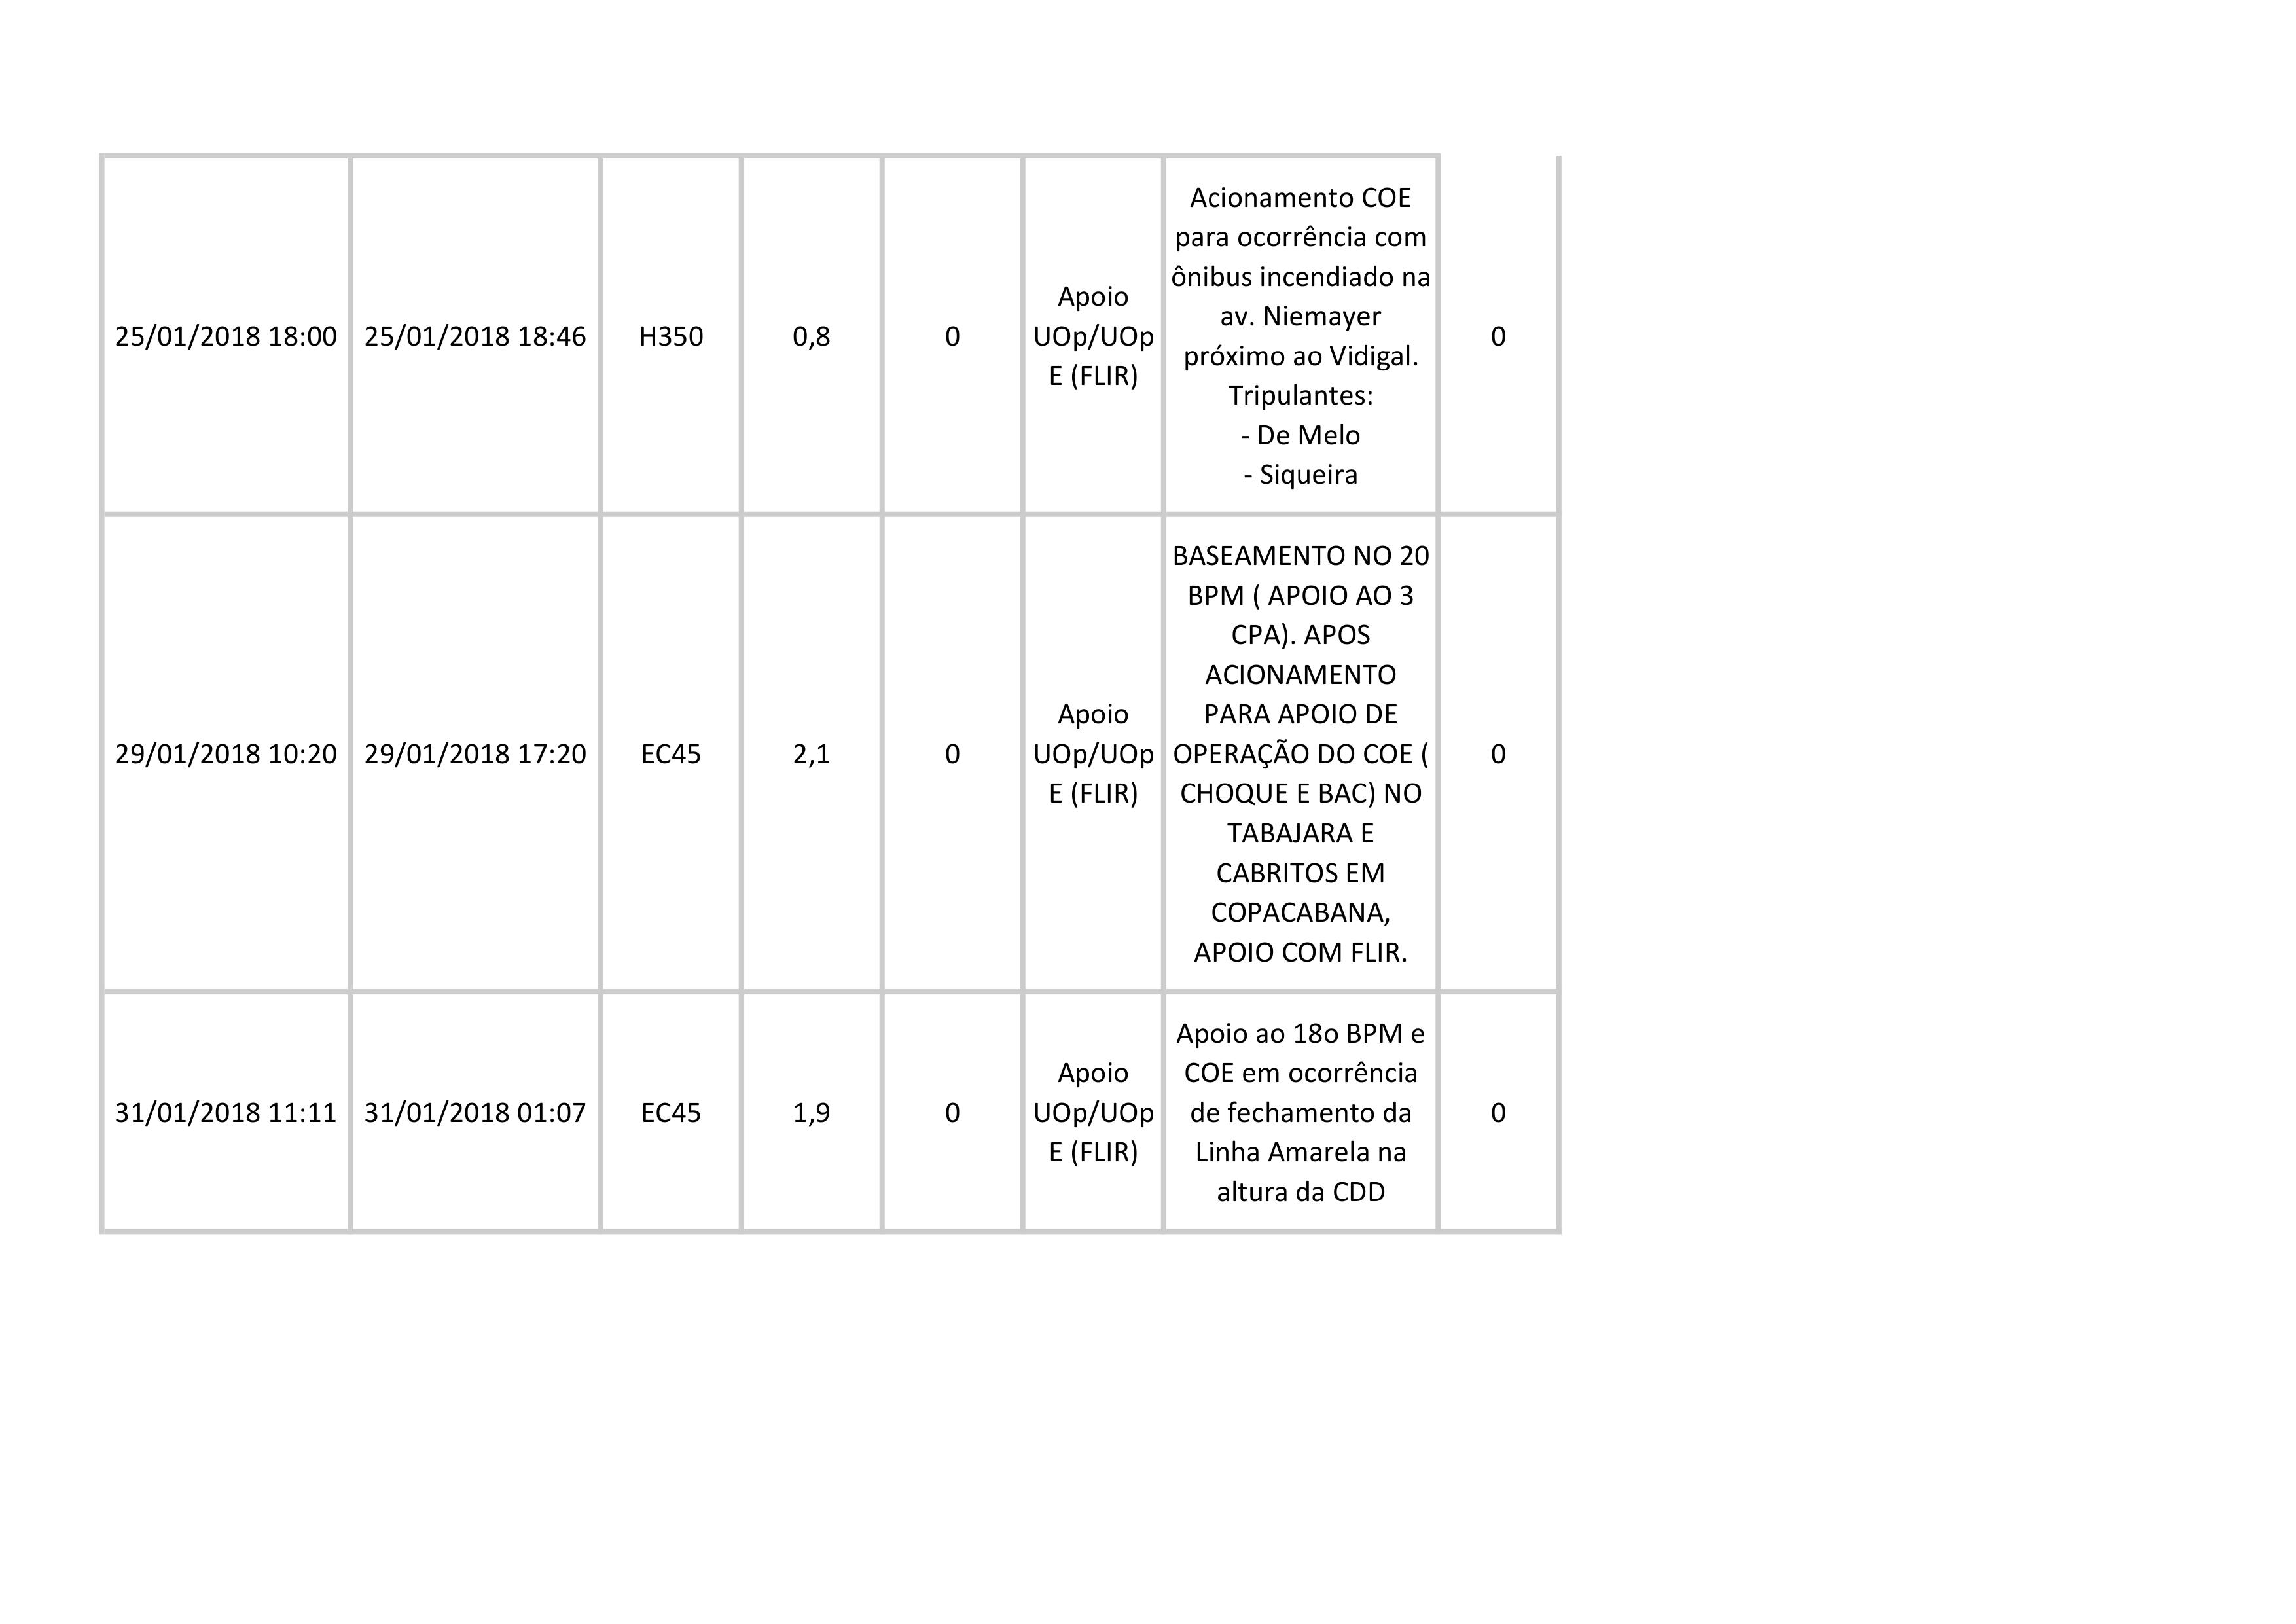 25/01/2018 18:00
25/01/2018 18:46
H350
0,8
0
Apoio
UOp/UOp
E (FLIR)
Acionamento COE
para ocorrência com
ônibus incendiado na
av. Niemayer
próximo ao Vidigal.
Tripulantes:
- De Melo
- Siqueira
0
29/01/2018 10:20
29/01/2018 17:20
EC45
2,1
0
Apoio
UOp/UOp
E (FLIR)
BASEAMENTO NO 20
BPM ( APOIO AO 3
CPA). APOS
ACIONAMENTO
PARA APOIO DE
OPERAÇÃO DO COE (
CHOQUE E BAC) NO
TABAJARA E
CABRITOS EM
COPACABANA,
APOIO COM FLIR.
0
31/01/2018 11:11
31/01/2018 01:07
EC45
1,9
0
Apoio
UOp/UOp
E (FLIR)
Apoio ao 18o BPM e
COE em ocorrência
de fechamento da
Linha Amarela na
altura da CDD
0